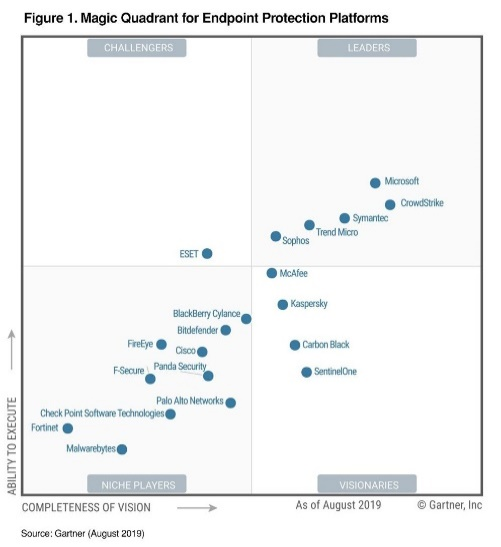 Figure 1. Magic Quadrant for Endpoint Protection Platforms
CHALLENGERS
LEADERS
Microsoft
CrowdStrike
Symantec
Trend Micro
Sophos
ESET
McAfee
Kaspersky
BlackBerry Cylance
Bitdefender
FireEye
Cisco
Carbon Black
F-Secure
Panda Security
SentinelOne
Palo Alto Networks
Check Point Software Technologies
Fortinet
Malwarebytes
NICHE PLAYERS
VISIONARIES
ABILITY TO EXECUTE
COMPLETENESS OF VISION
As of August 2019
© Gartner, Inc
Source: Gartner (August 2019)